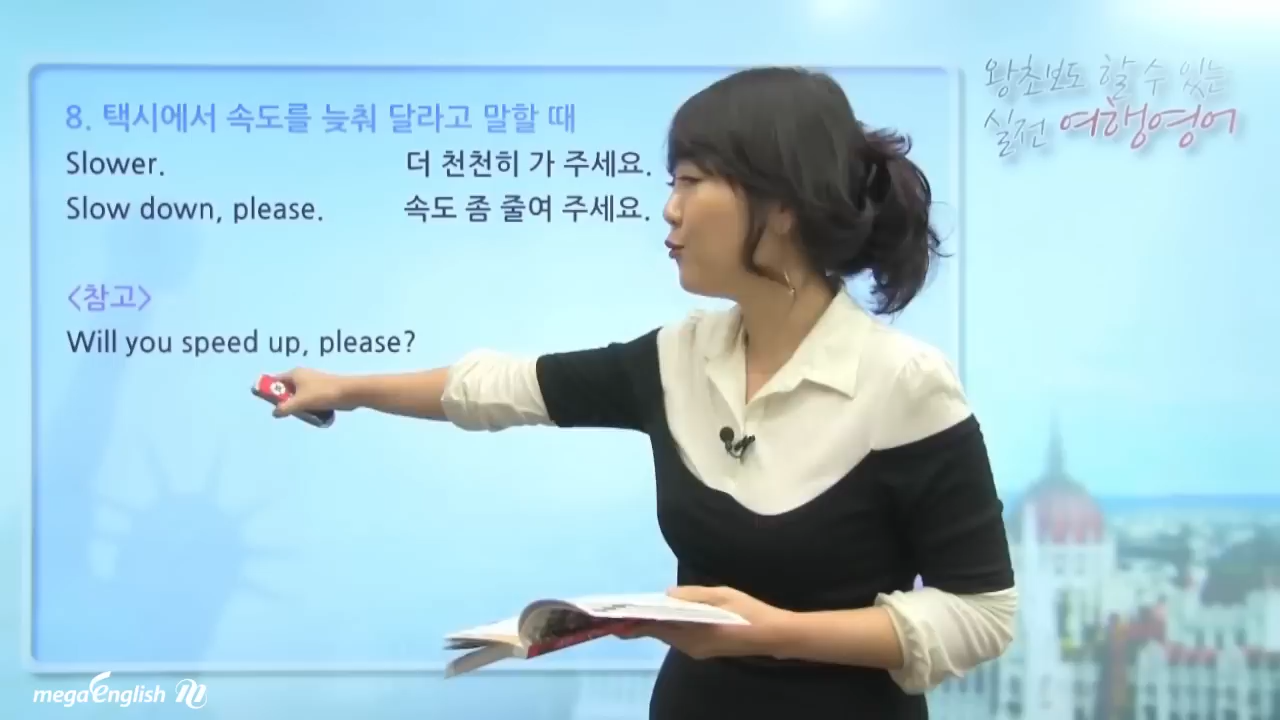 왕초보도 할 수 있는
실전 여행영어
8. 택시에서 속도를 늦춰 달라고 말할 때
Slower. 더 천천히 가 주세요.
Slow down, please. 속도 좀 줄여 주세요.
<참고>
Will you speed up, please?
megaEnglish